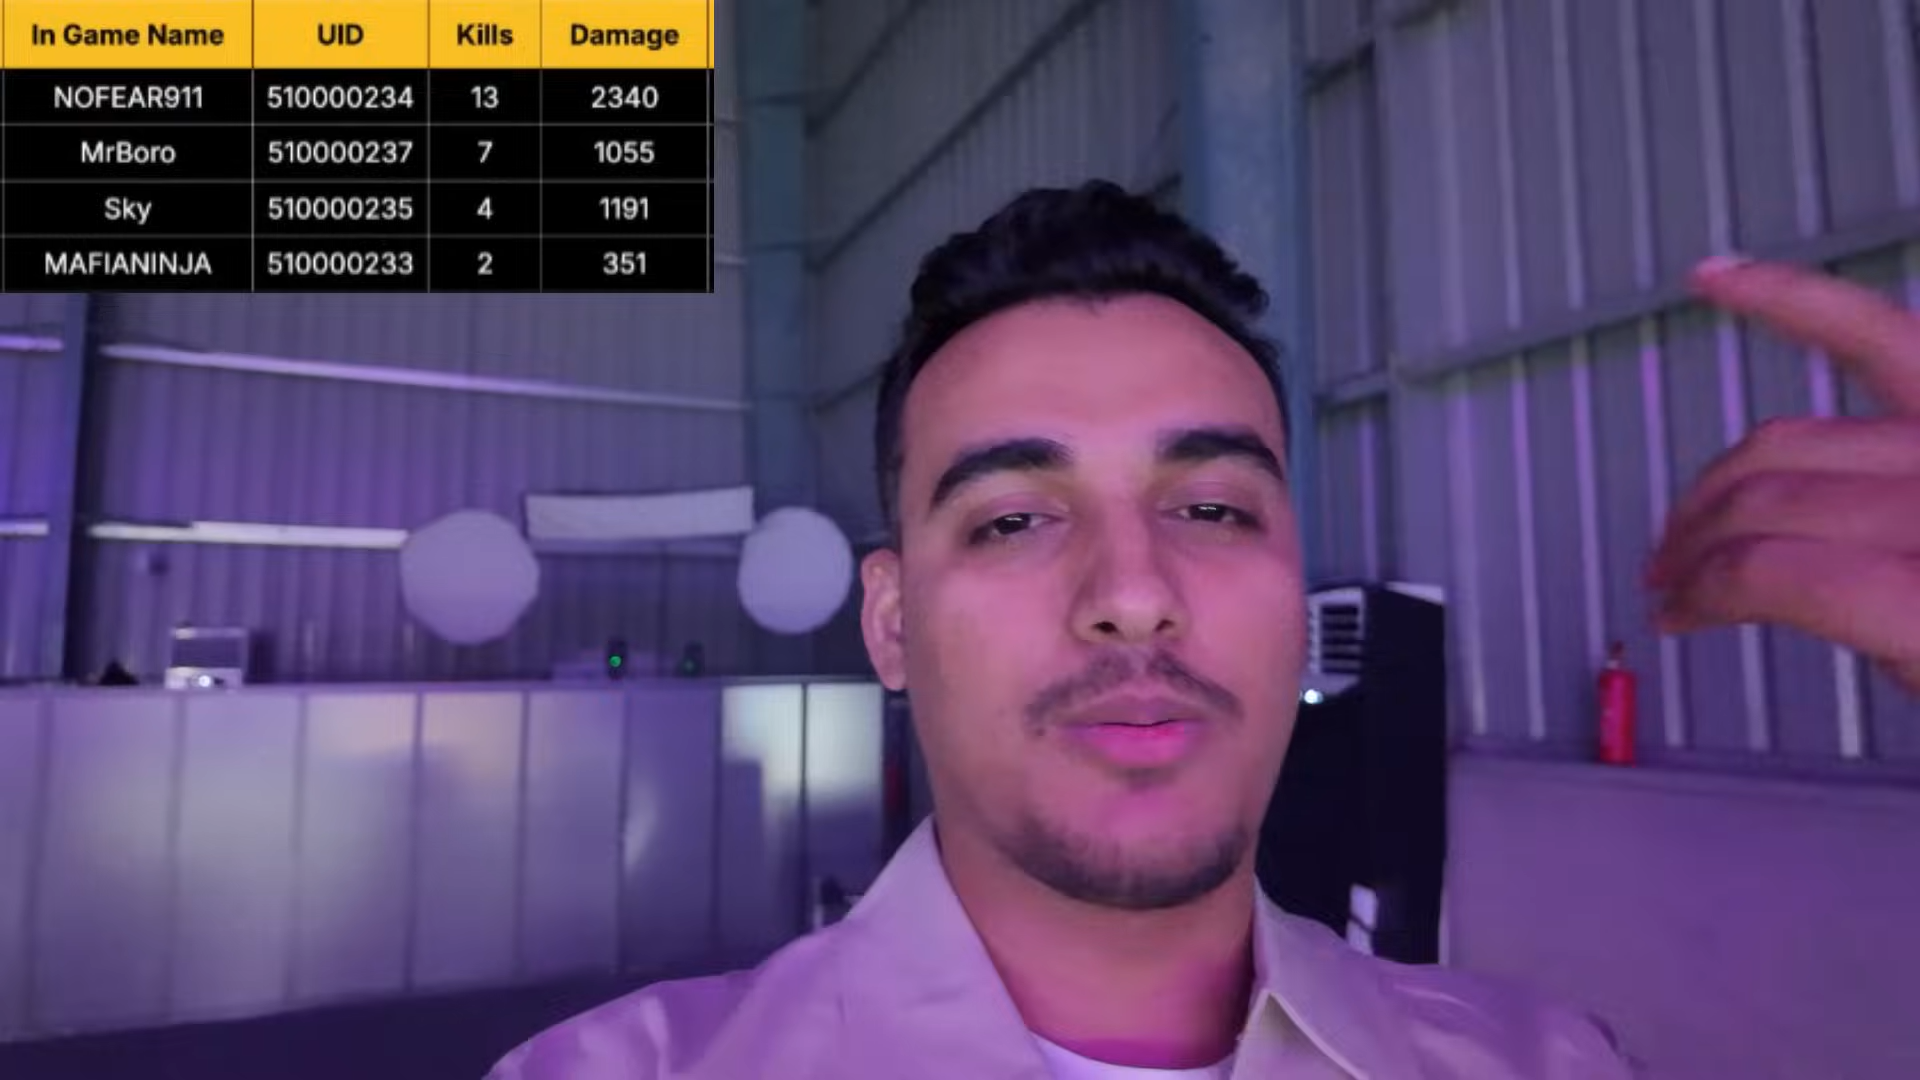 In Game Name UID Kills Damage
NOFEAR911 510000234 13 2340
MrBoro 510000237 7 1055
Sky 510000235 4 1191
MAFIANINJA 510000233 2 351